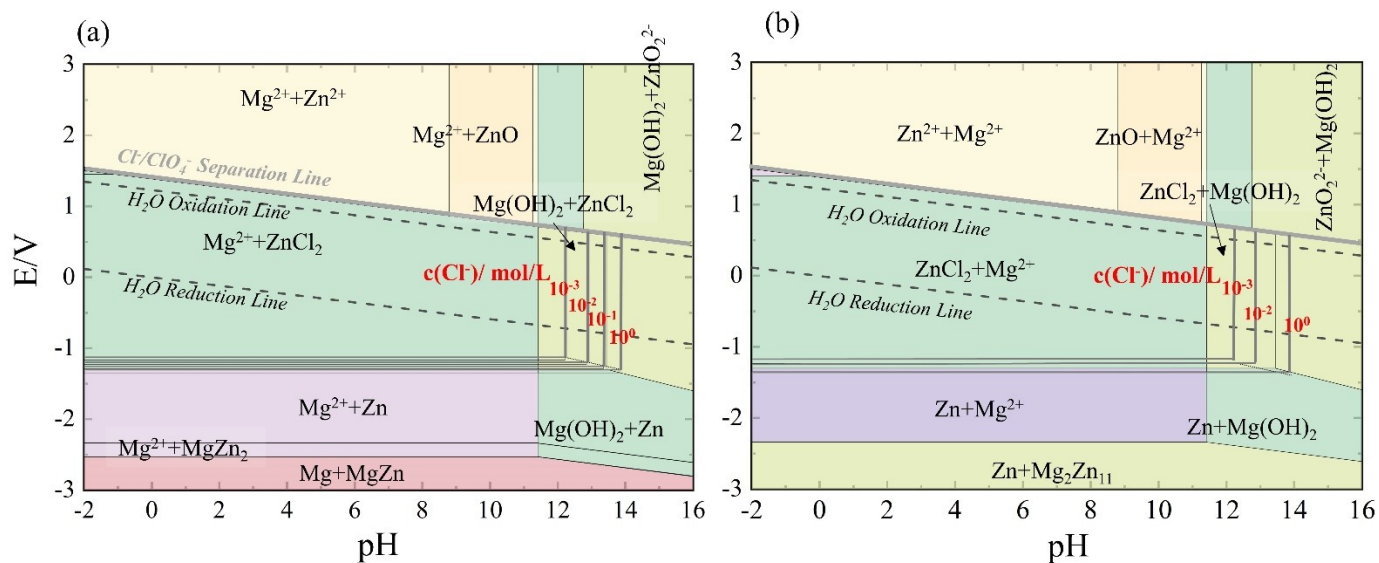 (a)
3
2
1
0
-1
-2
-3
E/V
-2
0
2
4
6
8
10
12
14
16
pH
Mg²⁺+Zn²⁺
Mg²⁺+ZnO
Mg(OH)₂+ZnO₂²⁻
Cl⁻/ClO₄⁻ Separation Line
H₂O Oxidation Line
Mg(OH)₂+ZnCl₂
Mg²⁺+ZnCl₂
c(Cl⁻)/ mol/L
10⁻³
10⁻²
10⁻¹
10⁰
H₂O Reduction Line
Mg²⁺+Zn
Mg(OH)₂+Zn
Mg²⁺+MgZn₂
Mg+MgZn
(b)
3
2
1
0
-1
-2
-3
-2
0
2
4
6
8
10
12
14
16
pH
Zn²⁺+Mg²⁺
ZnO+Mg²⁺
ZnO₂²⁻+Mg(OH)₂
H₂O Oxidation Line
ZnCl₂+Mg(OH)₂
ZnCl₂+Mg²⁺
c(Cl⁻)/ mol/L
10⁻³
10⁻²
10⁰
H₂O Reduction Line
Zn+Mg²⁺
Zn+Mg(OH)₂
Zn+Mg₂Zn₁₁